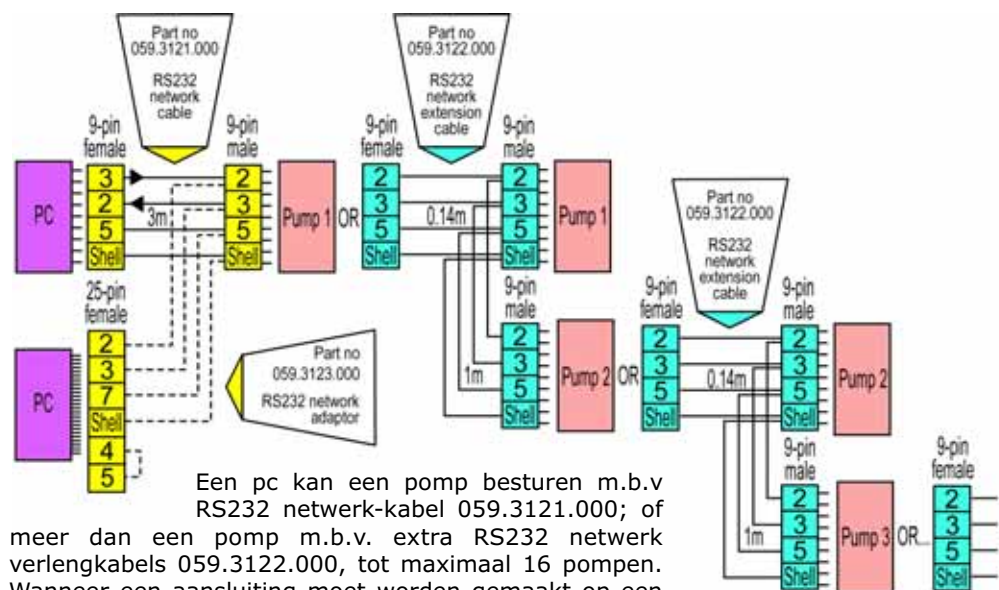 Part no
059.3121.000
RS232
network
cable
Part no
059.3122.000
RS232
network
extension
cable
9-pin
female
9-pin
male
9-pin
female
9-pin
male
PC
3
2
5
Shell
3m
2
3
5
Shell
Pump 1
OR
2
3
5
Shell
0.14m
2
3
5
Shell
Pump 1
Part no
059.3122.000
RS232
network
extension
cable
25-pin
female
PC
2
3
7
Shell
4
5
Part no
059.3123.000
RS232 network
adaptor
9-pin
male
1m
2
3
5
Shell
Pump 2
OR
9-pin
female
2
3
5
Shell
0.14m
9-pin
male
2
3
5
Shell
Pump 2
9-pin
male
1m
2
3
5
Shell
Pump 3
OR...
9-pin
female
2
3
5
Shell
Een pc kan een pomp besturen m.b.v
RS232 netwerk-kabel 059.3121.000; of
meer dan een pomp m.b.v. extra RS232 netwerk
verlengkabels 059.3122.000, tot maximaal 16 pompen.
Wanneer een aansluiting moet worden gemaakt op een